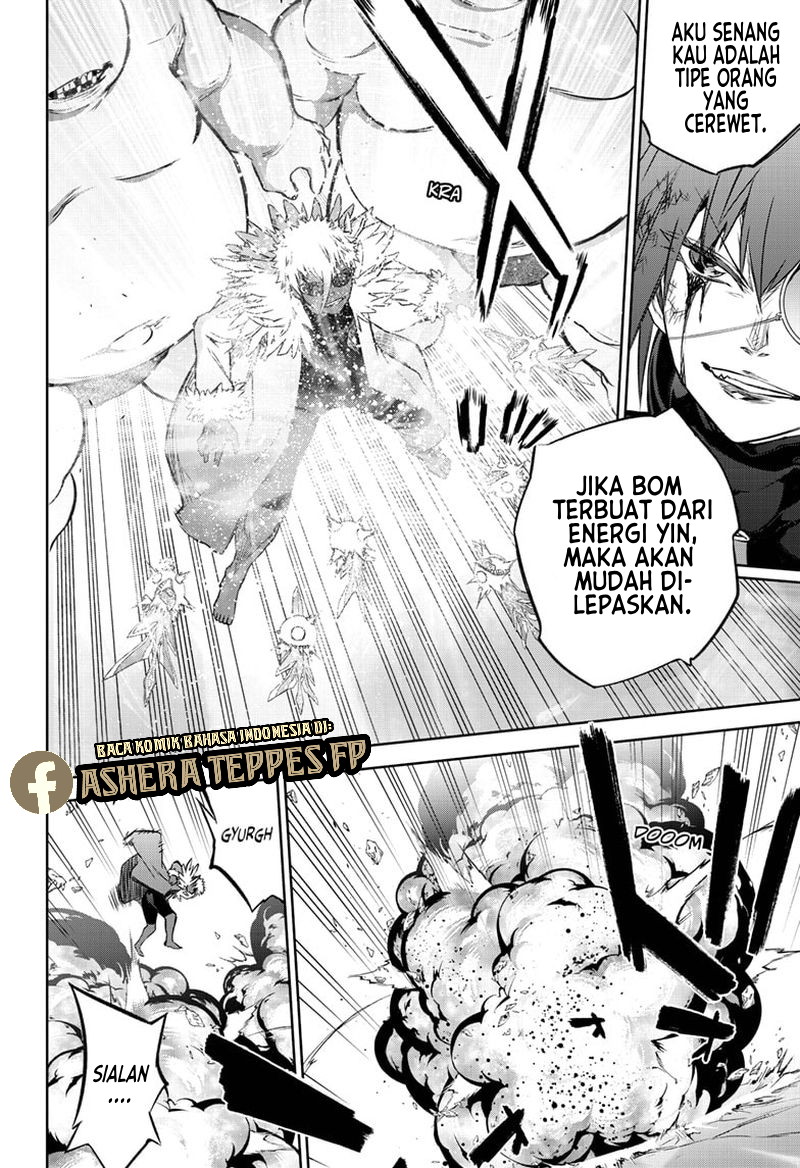 AKU SENANG
KAU ADALAH
TIPE ORANG
YANG
CEREWET.
KRA
JIKA BOM
TERBUAT DARI
ENERGI YIN,
MAKA AKAN
MUDAH DI-
LEPASKAN.
BACA KOMIK BAHASA INDONESIA DI:
f ASHERA TEPPES FP
DOOOM
GYURGH
SIALAN
....